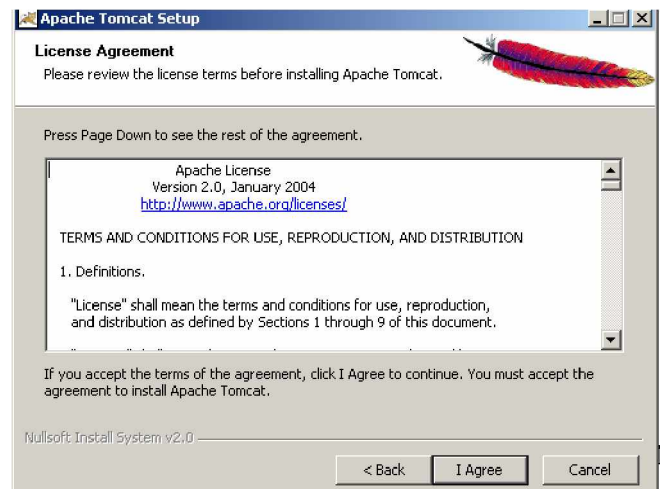 Apache Tomcat Setup
License Agreement
Please review the license terms before installing Apache Tomcat.
Press Page Down to see the rest of the agreement.
Apache License
Version 2.0, January 2004
http://www.apache.org/licenses/
TERMS AND CONDITIONS FOR USE, REPRODUCTION, AND DISTRIBUTION
1. Definitions.
"License" shall mean the terms and conditions for use, reproduction,
and distribution as defined by Sections 1 through 9 of this document.
If you accept the terms of the agreement, click I Agree to continue. You must accept the
agreement to install Apache Tomcat.
Nullsoft Install System v2.0
< Back
I Agree
Cancel